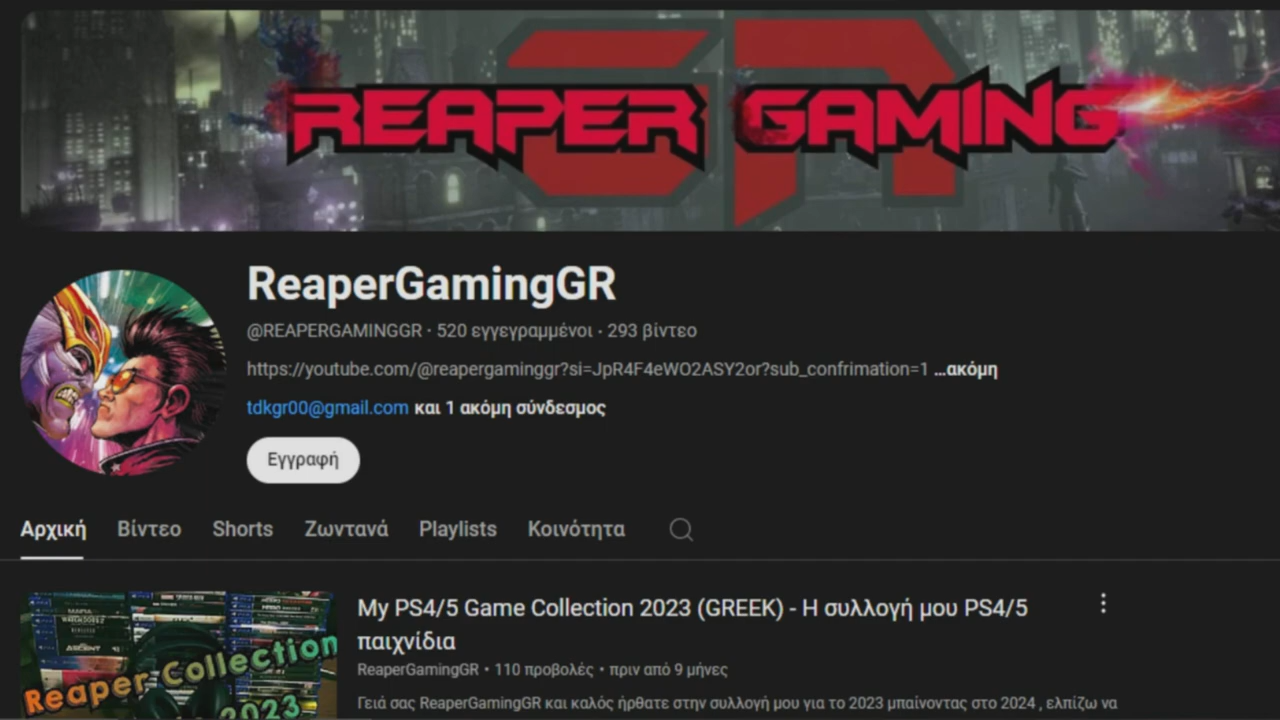 REAPER GAMING
ReaperGamingGR
@REAPERGAMINGGR · 520 εγγεγραμμένοι · 293 βίντεο
https://youtube.com/@reapergaminggr?si=JpR4F4eWO2ASY2or?sub_confrimation=1 ...ακόμη
tdkgr00@gmail.com και 1 ακόμη σύνδεσμος
Εγγραφή
Αρχική Βίντεο Shorts Ζωντανά Playlists Κοινότητα
My PS4/5 Game Collection 2023 (GREEK) - Η συλλογή μου PS4/5
παιχνίδια
ReaperGamingGR • 110 προβολές • πριν από 9 μήνες
Γειά σας ReaperGamingGR και καλός ήρθατε στην συλλογή μου για το 2023 μπαίνοντας στο 2024 , ελπίζω να
Reaper Collection
2023